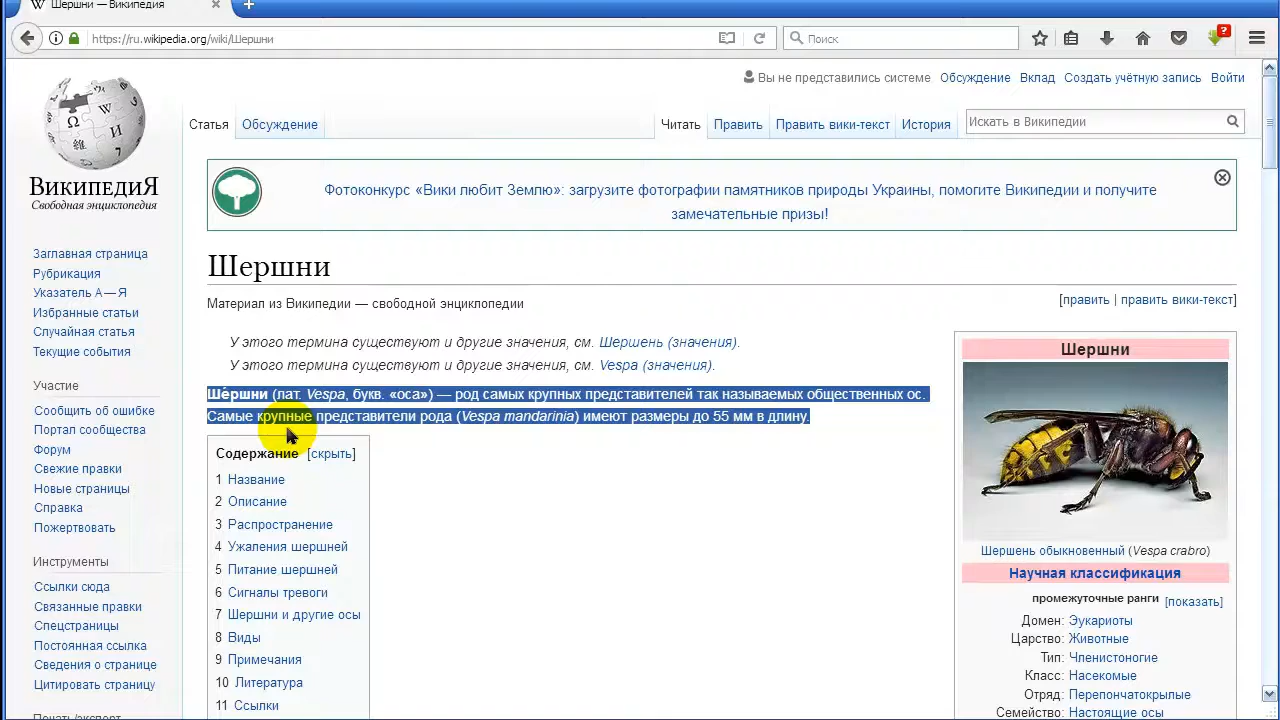 Шершни — Википедия
https://ru.wikipedia.org/wiki/Шершни
Поиск
?
Вы не представились системе Обсуждение Вклад Создать учётную запись Войти
Статья Обсуждение Читать Править Править вики-текст История Искать в Википедии
ВикипедиЯ
Свободная энциклопедия
Фотоконкурс «Вики любит Землю»: загрузите фотографии памятников природы Украины, помогите Википедии и получите
замечательные призы!
Заглавная страница
Рубрикация
Указатель А — Я
Избранные статьи
Случайная статья
Текущие события
Участие
Сообщить об ошибке
Портал сообщества
Форум
Свежие правки
Новые страницы
Справка
Пожертвовать
Инструменты
Ссылки сюда
Связанные правки
Спецстраницы
Постоянная ссылка
Сведения о странице
Цитировать страницу
Печать/экспорт
Шершни
Материал из Википедии — свободной энциклопедии
[править | править вики-текст]
У этого термина существуют и другие значения, см. Шершень (значения).
У этого термина существуют и другие значения, см. Vespa (значения).
Ше́ршни (лат. Vespa, букв. «оса») — род самых крупных представителей так называемых общественных ос.
Самые крупные представители рода (Vespa mandarinia) имеют размеры до 55 мм в длину.
Содержание [скрыть]
1 Название
2 Описание
3 Распространение
4 Ужаления шершней
5 Питание шершней
6 Сигналы тревоги
7 Шершни и другие осы
8 Виды
9 Примечания
10 Литература
11 Ссылки
Шершни
Шершень обыкновенный (Vespa crabro)
Научная классификация
промежуточные ранги [показать]
Домен: Эукариоты
Царство: Животные
Тип: Членистоногие
Класс: Насекомые
Отряд: Перепончатокрылые
Семейство: Настоящие осы